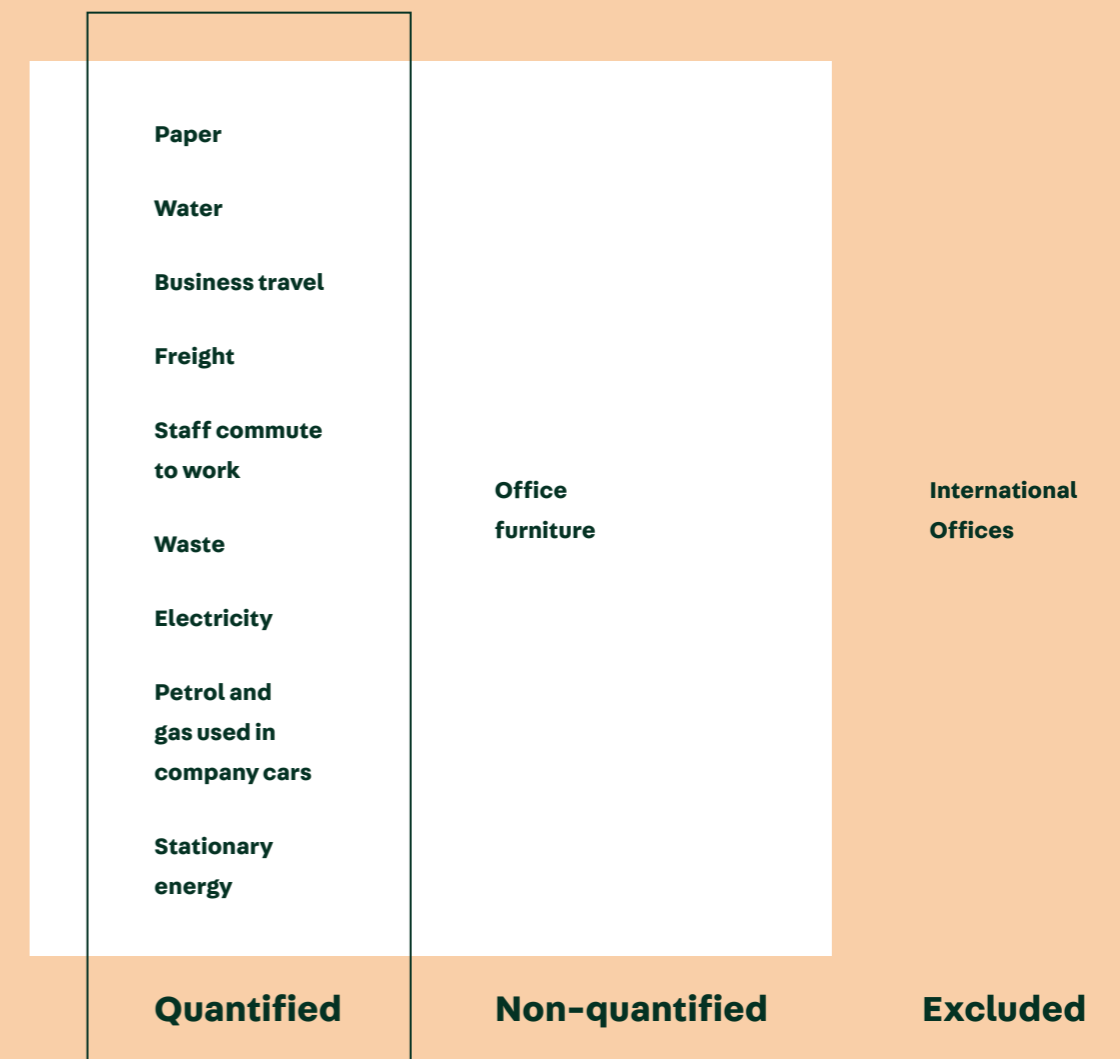 Paper
Water
Business travel
Freight
Staff commute
to work
Waste
Electricity
Petrol and
gas used in
company cars
Stationary
energy
Quantified
Office
furniture
Non-quantified
International
Offices
Excluded